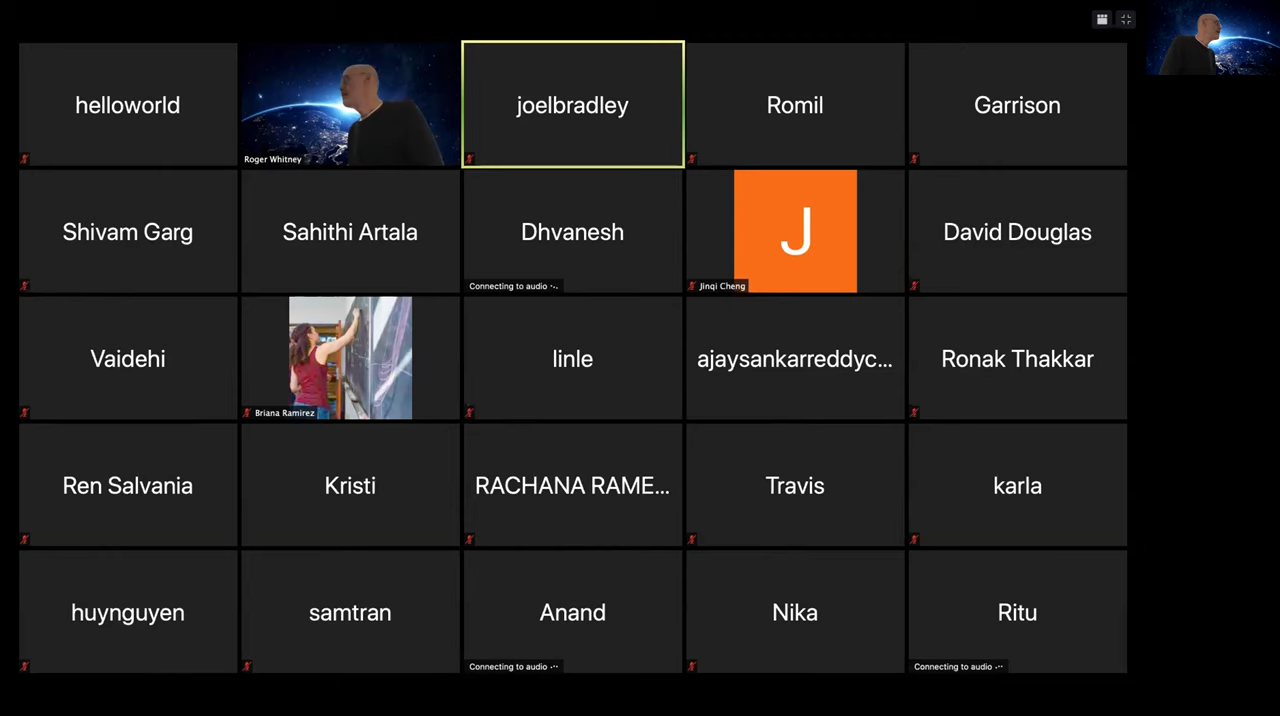 helloworld
Roger Whitney
joelbradley
Romil
Garrison
Shivam Garg
Sahithi Artala
Dhvanesh
Connecting to audio ...
J
Jinqi Cheng
David Douglas
Vaidehi
Briana Ramirez
linle
ajaysankarreddyc...
Ronak Thakkar
Ren Salvania
Kristi
RACHANA RAME...
Travis
karla
huynguyen
samtran
Anand
Connecting to audio ...
Nika
Ritu
Connecting to audio ...